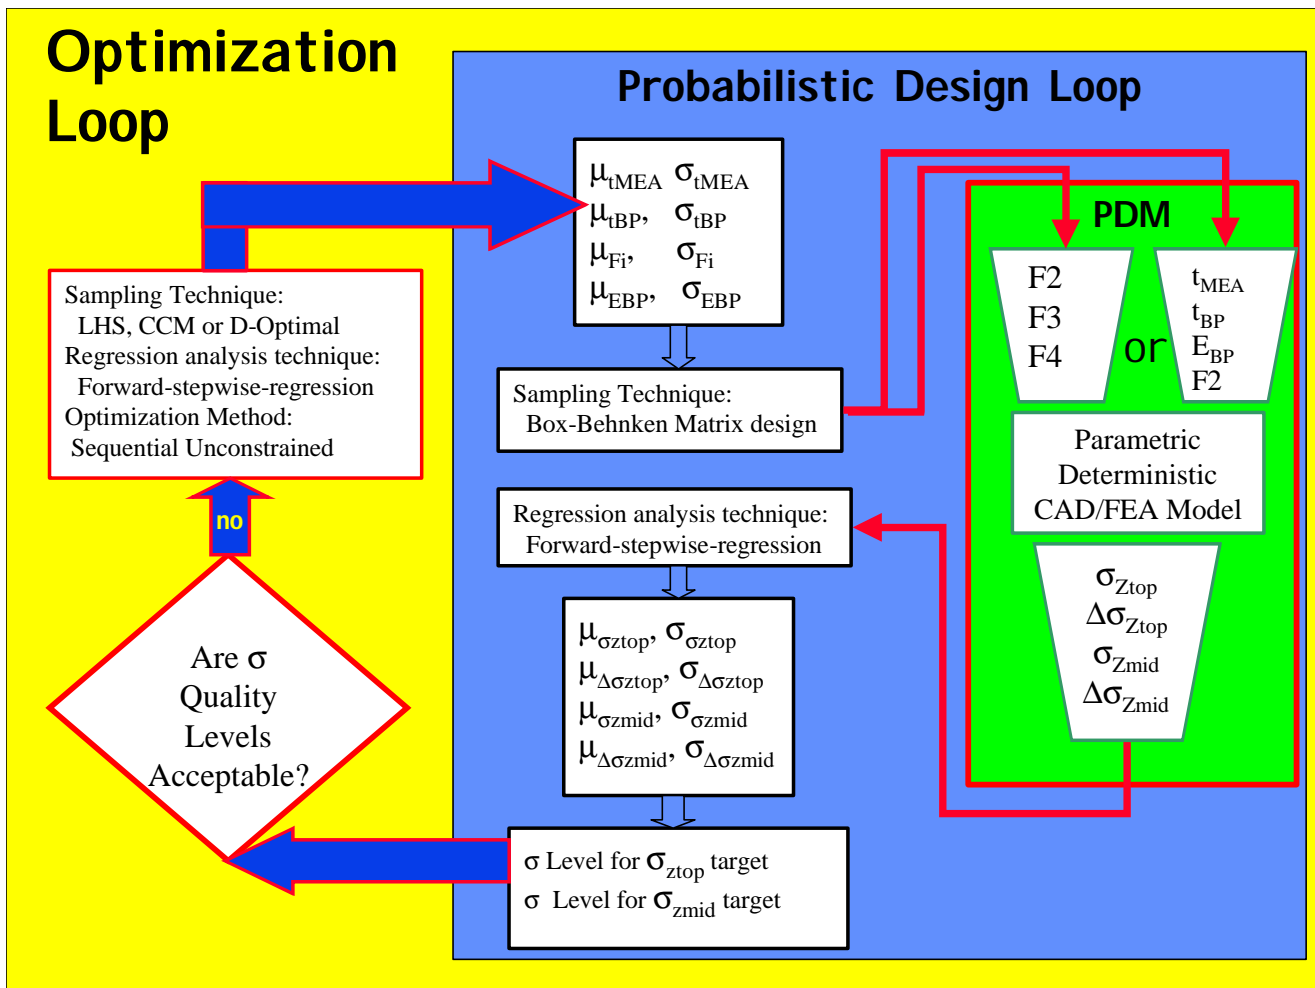 Optimization
Loop
Probabilistic Design Loop
μtMEA σtMEA
μtBP, σtBP
μFi, σFi
μEBP, σEBP
Sampling Technique:
Box-Behnken Matrix design
PDM
F2
F3
F4
or
tMEA
tBP
EBP
F2
Parametric
Deterministic
CAD/FEA Model
σZtop
ΔσZtop
σZmid
ΔσZmid
Regression analysis technique:
Forward-stepwise-regression
μσztop, σσztop
μΔσztop, σΔσztop
μσzmid, σσzmid
μΔσzmid, σΔσzmid
σ Level for σztop target
σ Level for σzmid target
Are σ
Quality
Levels
Acceptable?
no
Sampling Technique:
LHS, CCM or D-Optimal
Regression analysis technique:
Forward-stepwise-regression
Optimization Method:
Sequential Unconstrained